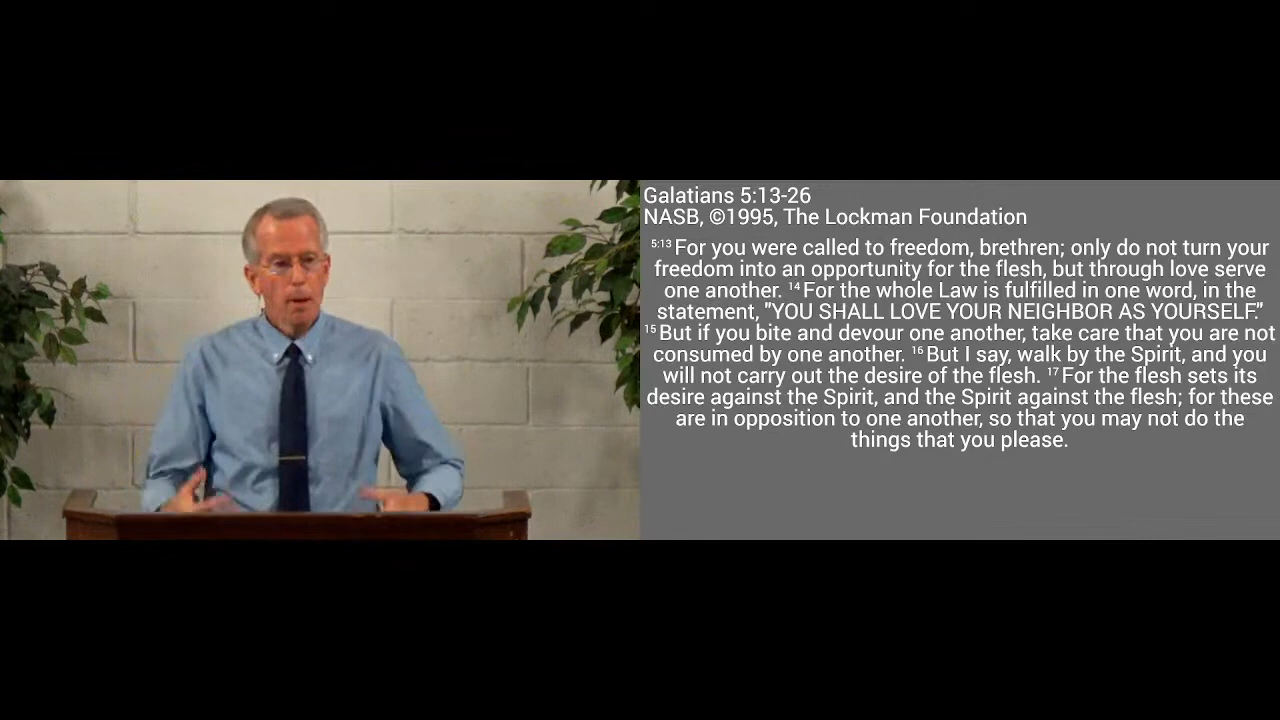 Galatians 5:13-26
NASB, ©1995, The Lockman Foundation
5:13 For you were called to freedom, brethren; only do not turn your
freedom into an opportunity for the flesh, but through love serve
one another. 14 For the whole Law is fulfilled in one word, in the
statement, "YOU SHALL LOVE YOUR NEIGHBOR AS YOURSELF."
15 But if you bite and devour one another, take care that you are not
consumed by one another. 16 But I say, walk by the Spirit, and you
will not carry out the desire of the flesh. 17 For the flesh sets its
desire against the Spirit, and the Spirit against the flesh; for these
are in opposition to one another, so that you may not do the
things that you please.